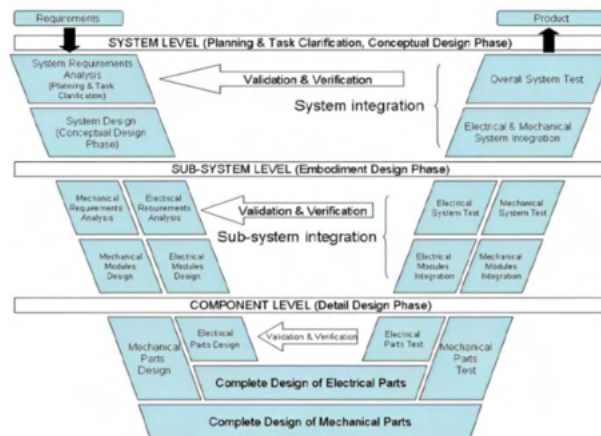 Requirements
Product
SYSTEM LEVEL (Planning & Task Clarification, Conceptual Design Phase)
System Requirements
Analysis
(Planning & Task
Clarification)
Validation & Verification
Overall System Test
System integration
System Design
(Conceptual Design
Phase)
Electrical & Mechanical
System Integration
SUB-SYSTEM LEVEL (Embodiment Design Phase)
Mechanical
Requirements
Analysis
Electrical
Requirements
Analysis
Validation & Verification
Electrical
System Test
Mechanical
System Test
Sub-system integration
Mechanical
Modules
Design
Electrical
Modules
Design
Electrical
Modules
Integration
Mechanical
Modules
Integration
COMPONENT LEVEL (Detail Design Phase)
Mechanical
Parts
Design
Electrical
Parts Design
Validation & Verification
Electrical
Parts Test
Mechanical
Parts
Test
Complete Design of Electrical Parts
Complete Design of Mechanical Parts